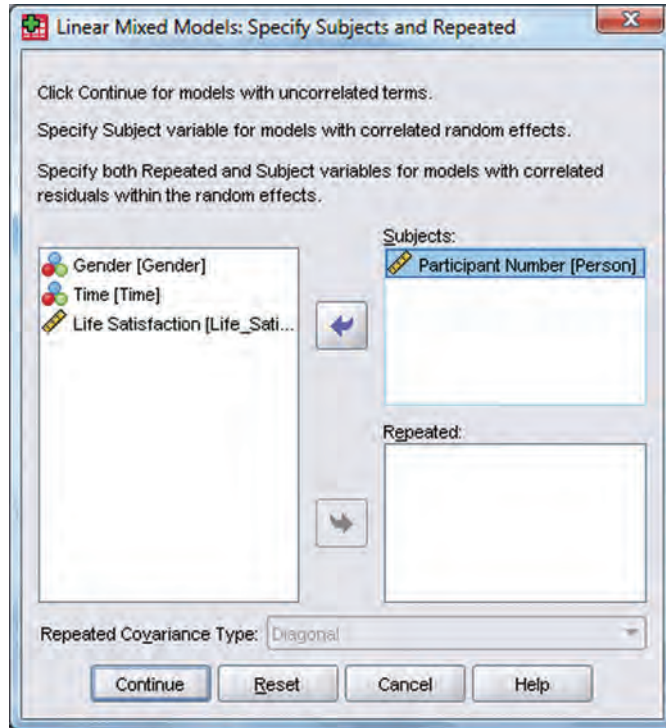 Linear Mixed Models: Specify Subjects and Repeated
Click Continue for models with uncorrelated terms.
Specify Subject variable for models with correlated random effects.
Specify both Repeated and Subject variables for models with correlated
residuals within the random effects.
Subjects:
Gender [Gender]
Time [Time]
Life Satisfaction [Life_Sati...
Participant Number [Person]
Repeated:
Repeated Covariance Type: Diagonal
Continue Reset Cancel Help